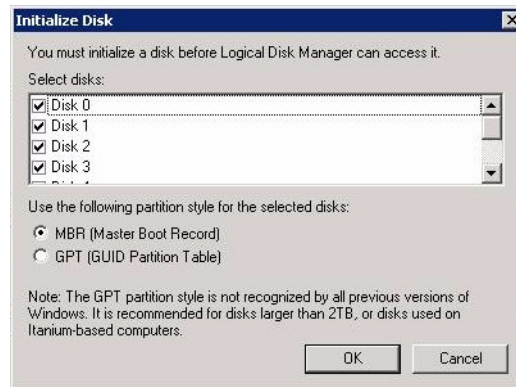 Initialize Disk
You must initialize a disk before Logical Disk Manager can access it.
Select disks:
Disk 0
Disk 1
Disk 2
Disk 3
Use the following partition style for the selected disks:
MBR (Master Boot Record)
GPT (GUID Partition Table)
Note: The GPT partition style is not recognized by all previous versions of
Windows. It is recommended for disks larger than 2TB, or disks used on
Itanium-based computers.
OK
Cancel